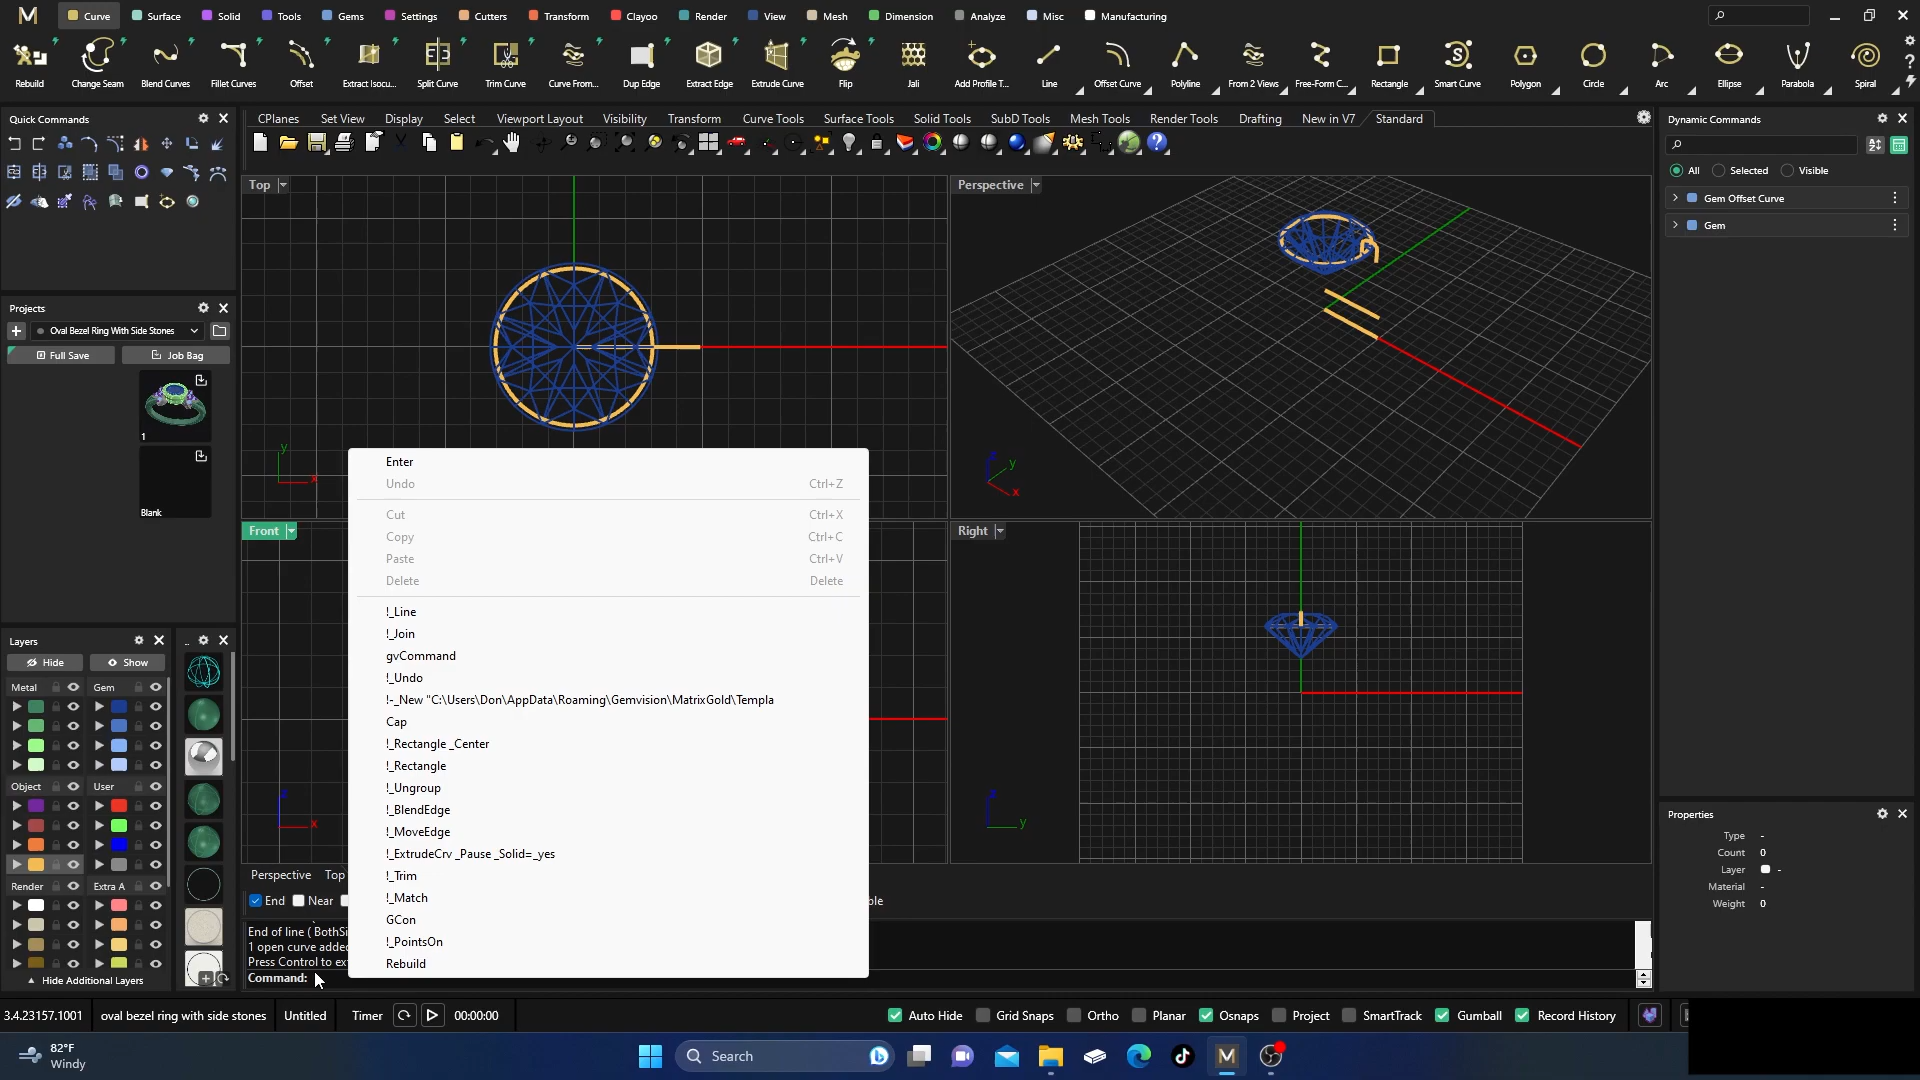 Curve
Surface
Solid
Tools
Gems
Settings
Cutters
Transform
Clayoo
Render
View
Mesh
Dimension
Analyze
Misc
Manufacturing
Rebuild
Change Seam
Blend Curves
Fillet Curves
Offset
Extract Isocu...
Split Curve
Trim Curve
Curve From...
Dup Edge
Extract Edge
Extrude Curve
Flip
Jali
Add Profile T...
Line
Offset Curve
Polyline
From 2 Views
Free-Form C...
Rectangle
Smart Curve
Polygon
Circle
Arc
Ellipse
Parabola
Spiral
Quick Commands
CPlanes
Set View
Display
Select
Viewport Layout
Visibility
Transform
Curve Tools
Surface Tools
Solid Tools
SubD Tools
Mesh Tools
Render Tools
Drafting
New in V7
Standard
Dynamic Commands
All
Selected
Visible
Gem Offset Curve
Gem
Top
Perspective
Front
Right
Projects
Oval Bezel Ring With Side Stones
Full Save
Job Bag
1
Blank
Layers
..
Hide
Show
Metal
Gem
Object
User
Render
Extra A
Hide Additional Layers
y
x
z
y
x
z
x
z
y
Enter
Undo Ctrl+Z
Cut Ctrl+X
Copy Ctrl+C
Paste Ctrl+V
Delete Delete
!_Line
!_Join
gvCommand
!_Undo
!-_New "C:\Users\Don\AppData\Roaming\Gemvision\MatrixGold\Templa
Cap
!_Rectangle _Center
!_Rectangle
!_Ungroup
!_BlendEdge
!_MoveEdge
!_ExtrudeCrv _Pause _Solid=_yes
!_Trim
!_Match
GCon
!_PointsOn
Rebuild
Perspective Top
End
Near
ble
End of line ( BothSi
1 open curve added
Press Control to ex
Command:
Properties
Type -
Count 0
Layer -
Material -
Weight 0
3.4.23157.1001
oval bezel ring with side stones
Untitled
Timer
00:00:00
Auto Hide
Grid Snaps
Ortho
Planar
Osnaps
Project
SmartTrack
Gumball
Record History
82°F
Windy
Search